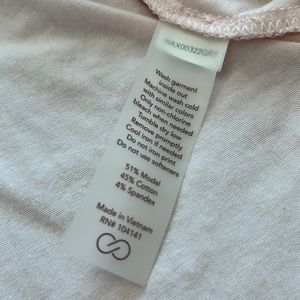 Wash garment
inside out
Machine wash cold
with similar colors
Only non-chlorine
bleach when needed
Tumble dry low
Remove promptly
Cool iron if needed
Do not iron print
Do not use softeners
51% Modal
45% Cotton
4% Spandex
Made in Vietnam
RN# 104141